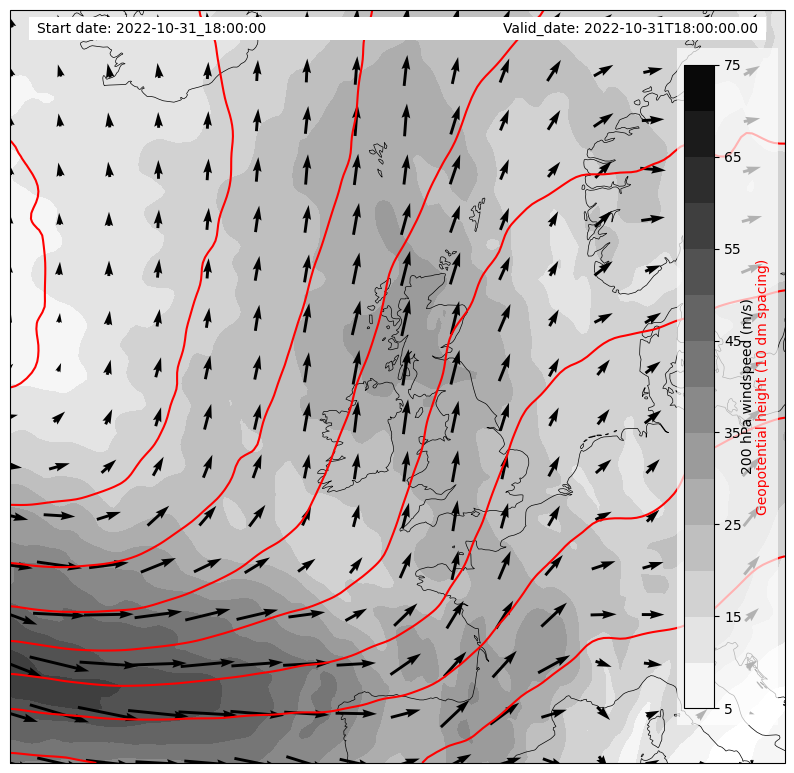 Start date: 2022-10-31_18:00:00
Valid_date: 2022-10-31T18:00:00.00
75
65
55
45
35
25
15
5
200 hPa windspeed (m/s)
Geopotential height (10 dm spacing)